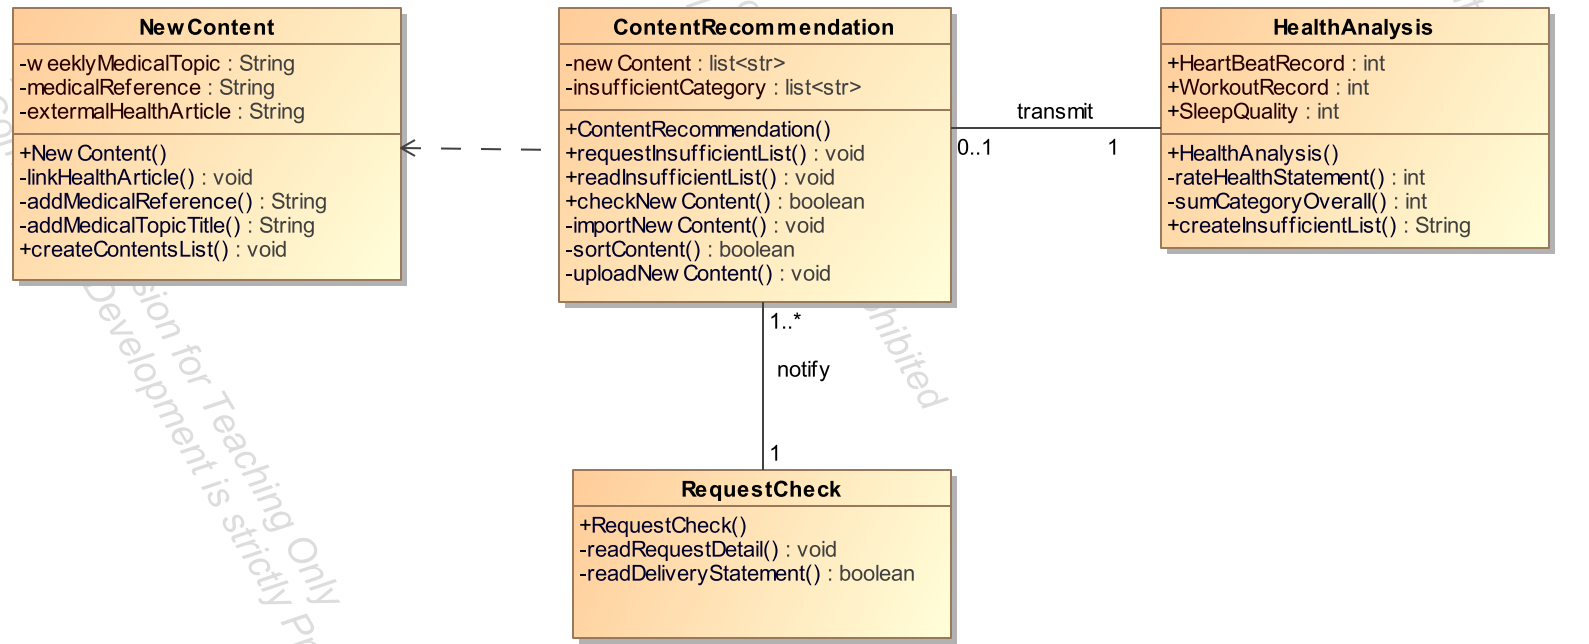 NewContent
-weeklyMedicalTopic : String
-medicalReference : String
-extermalHealthArticle : String
+NewContent()
-linkHealthArticle() : void
-addMedicalReference() : String
-addMedicalTopicTitle() : String
+createContentsList() : void
ContentRecommendation
-newContent : list<str>
-insufficientCategory : list<str>
+ContentRecommendation()
+requestInsufficientList() : void
+readInsufficientList() : void
+checkNewContent() : boolean
-importNewContent() : void
-sortContent() : boolean
-uploadNewContent() : void
transmit
0..1
1
HealthAnalysis
+HeartBeatRecord : int
+WorkoutRecord : int
+SleepQuality : int
+HealthAnalysis()
-rateHealthStatement() : int
-sumCategoryOverall() : int
+createInsufficientList() : String
1..*
notify
1
RequestCheck
+RequestCheck()
-readRequestDetail() : void
-readDeliveryStatement() : boolean
for Teaching Only
Development is strictly